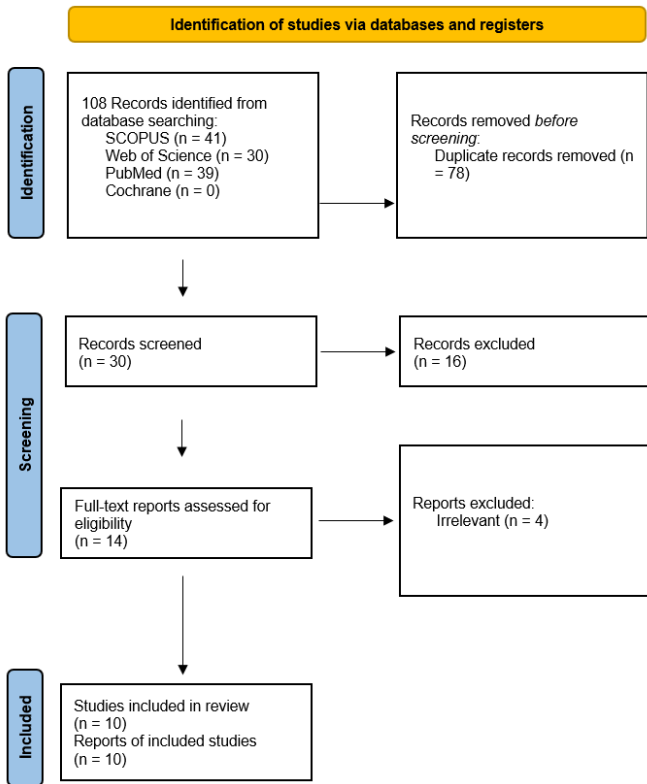 Identification of studies via databases and registers
Identification
108 Records identified from
database searching:
SCOPUS (n = 41)
Web of Science (n = 30)
PubMed (n = 39)
Cochrane (n = 0)
Records removed before
screening:
Duplicate records removed (n
= 78)
Screening
Records screened
(n = 30)
Records excluded
(n = 16)
Full-text reports assessed for
eligibility
(n = 14)
Reports excluded:
Irrelevant (n = 4)
Included
Studies included in review
(n = 10)
Reports of included studies
(n = 10)